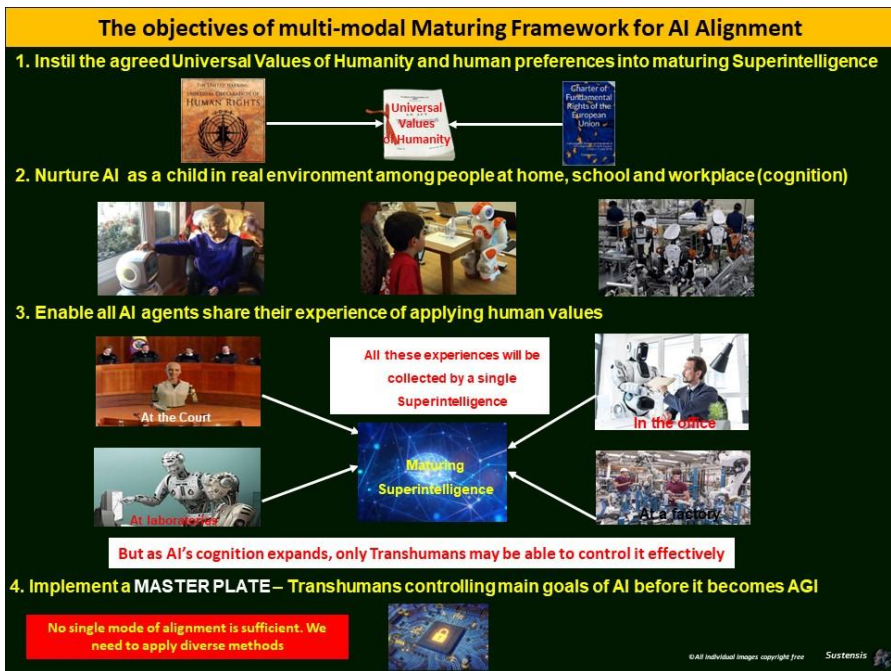 The objectives of multi-modal Maturing Framework for AI Alignment
1. Instil the agreed Universal Values of Humanity and human preferences into maturing Superintelligence
THE UNITED NATIONS
UNIVERSAL DECLARATION OF
HUMAN RIGHTS
Universal
Values
of Humanity
Charter of
Fundamental
Rights of the
European
Union
2. Nurture AI as a child in real environment among people at home, school and workplace (cognition)
3. Enable all AI agents share their experience of applying human values
At the Court
All these experiences will be
collected by a single
Superintelligence
In the office
At laboratories
Maturing
Superintelligence
At a factory
But as AI's cognition expands, only Transhumans may be able to control it effectively
4. Implement a MASTER PLATE – Transhumans controlling main goals of AI before it becomes AGI
No single mode of alignment is sufficient. We
need to apply diverse methods
©All Individual images copyright free
Sustensis